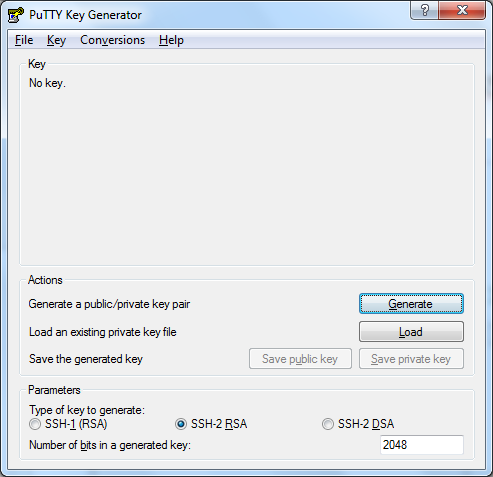 PuTTY Key Generator
?
File Key Conversions Help
Key
No key.
Actions
Generate a public/private key pair Generate
Load an existing private key file Load
Save the generated key Save public key Save private key
Parameters
Type of key to generate:
SSH-1 (RSA) SSH-2 RSA SSH-2 DSA
Number of bits in a generated key: 2048